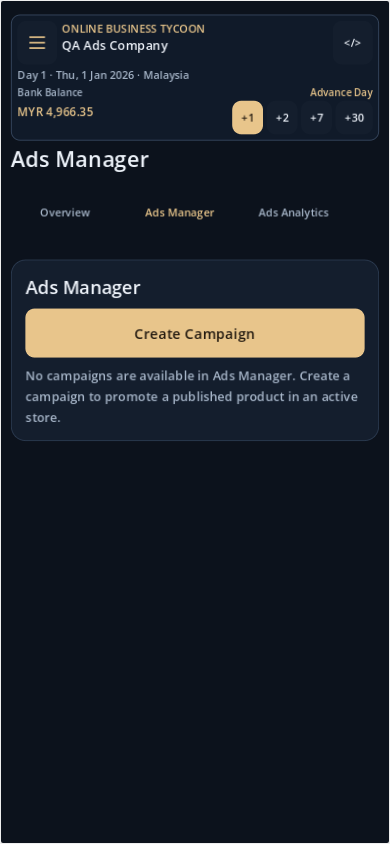 ONLINE BUSINESS TYCOON
QA Ads Company
</>
Day 1 · Thu, 1 Jan 2026 · Malaysia
Bank Balance
MYR 4,966.35
Advance Day
+1 +2 +7 +30
Ads Manager
Overview Ads Manager Ads Analytics
Ads Manager
Create Campaign
No campaigns are available in Ads Manager. Create a
campaign to promote a published product in an active
store.